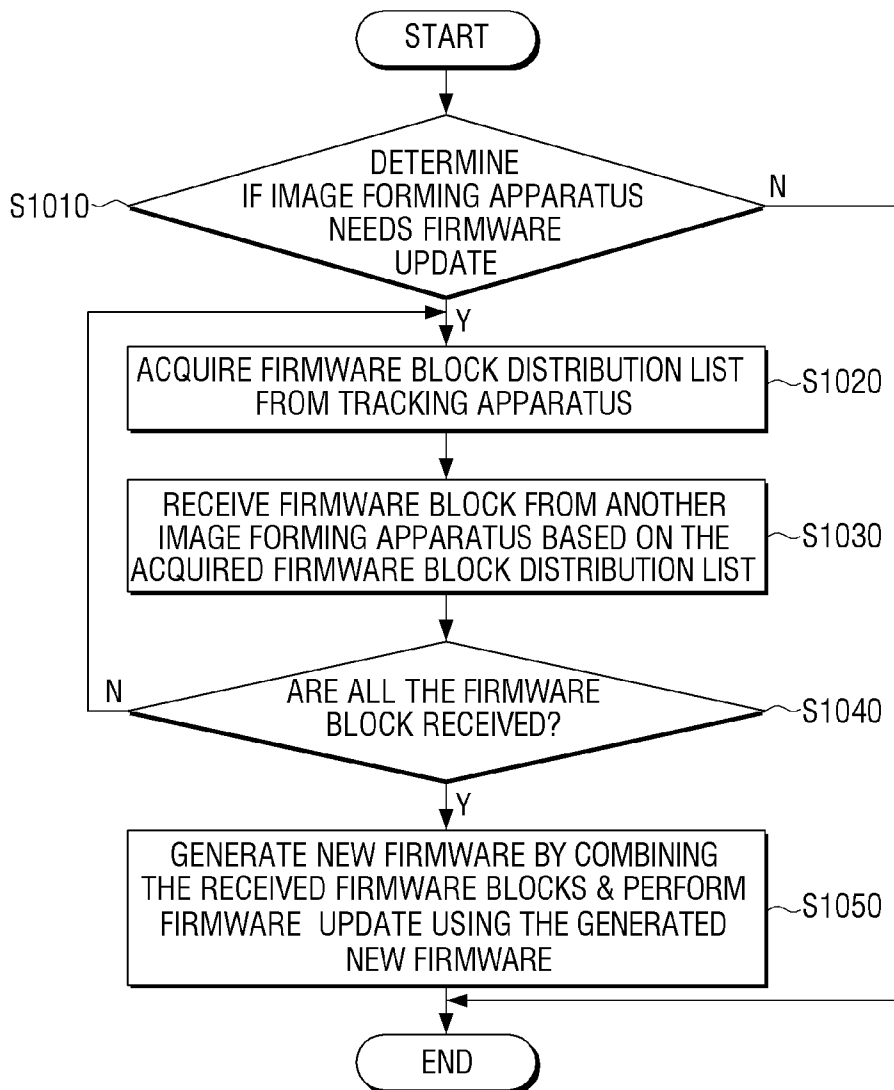 START
DETERMINE
IF IMAGE FORMING APPARATUS
NEEDS FIRMWARE
UPDATE
S1010
N
Y
ACQUIRE FIRMWARE BLOCK DISTRIBUTION LIST
FROM TRACKING APPARATUS
S1020
RECEIVE FIRMWARE BLOCK FROM ANOTHER
IMAGE FORMING APPARATUS BASED ON THE
ACQUIRED FIRMWARE BLOCK DISTRIBUTION LIST
S1030
N
ARE ALL THE FIRMWARE
BLOCK RECEIVED?
S1040
Y
GENERATE NEW FIRMWARE BY COMBINING
THE RECEIVED FIRMWARE BLOCKS & PERFORM
FIRMWARE UPDATE USING THE GENERATED
NEW FIRMWARE
S1050
END